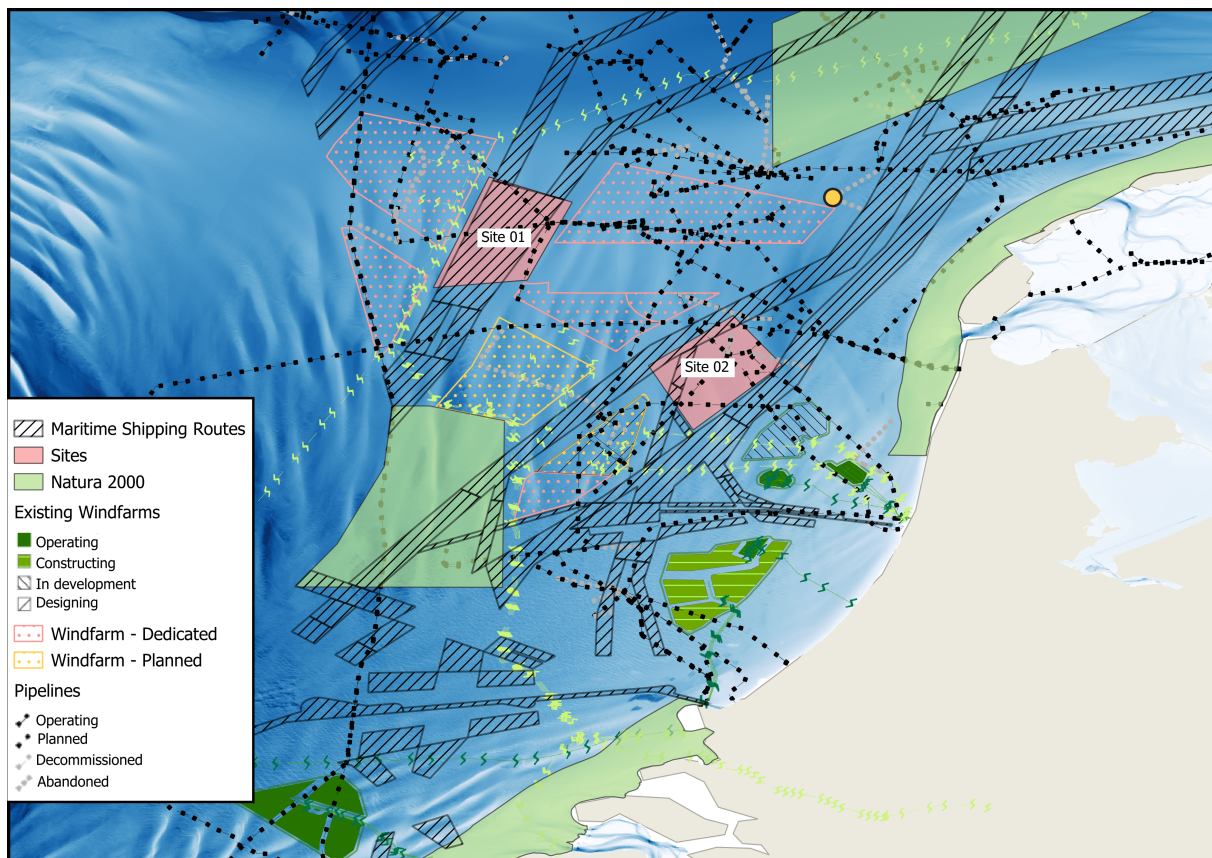 Site 01
Site 02
Maritime Shipping Routes
Sites
Natura 2000
Existing Windfarms
Operating
Constructing
In development
Designing
Windfarm - Dedicated
Windfarm - Planned
Pipelines
Operating
Planned
Decommissioned
Abandoned